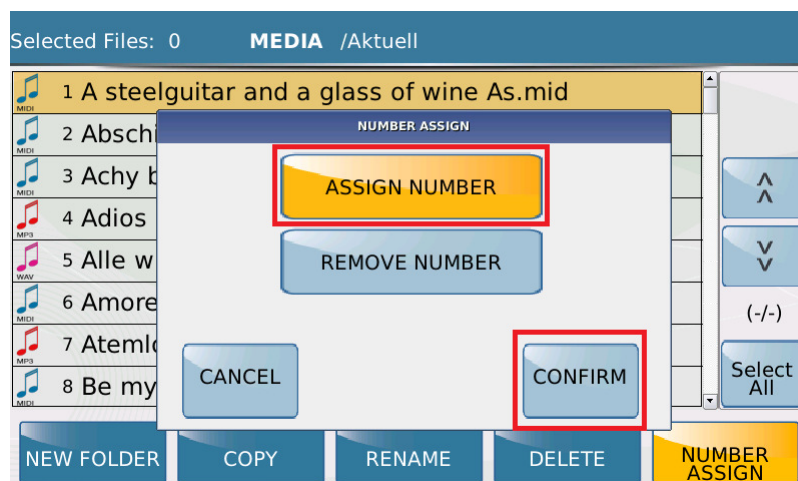 Selected Files: 0 MEDIA /Aktuell
MIDI 1 A steelguitar and a glass of wine As.mid
MIDI 2 Abschi
NUMBER ASSIGN
MIDI 3 Achy b
ASSIGN NUMBER
MP3 4 Adios
WAV 5 Alle w
REMOVE NUMBER
MIDI 6 Amore
(-/-)
MP3 7 Atemlo
MIDI 8 Be my
CANCEL
CONFIRM
Select
All
NEW FOLDER COPY RENAME DELETE NUMBER
ASSIGN